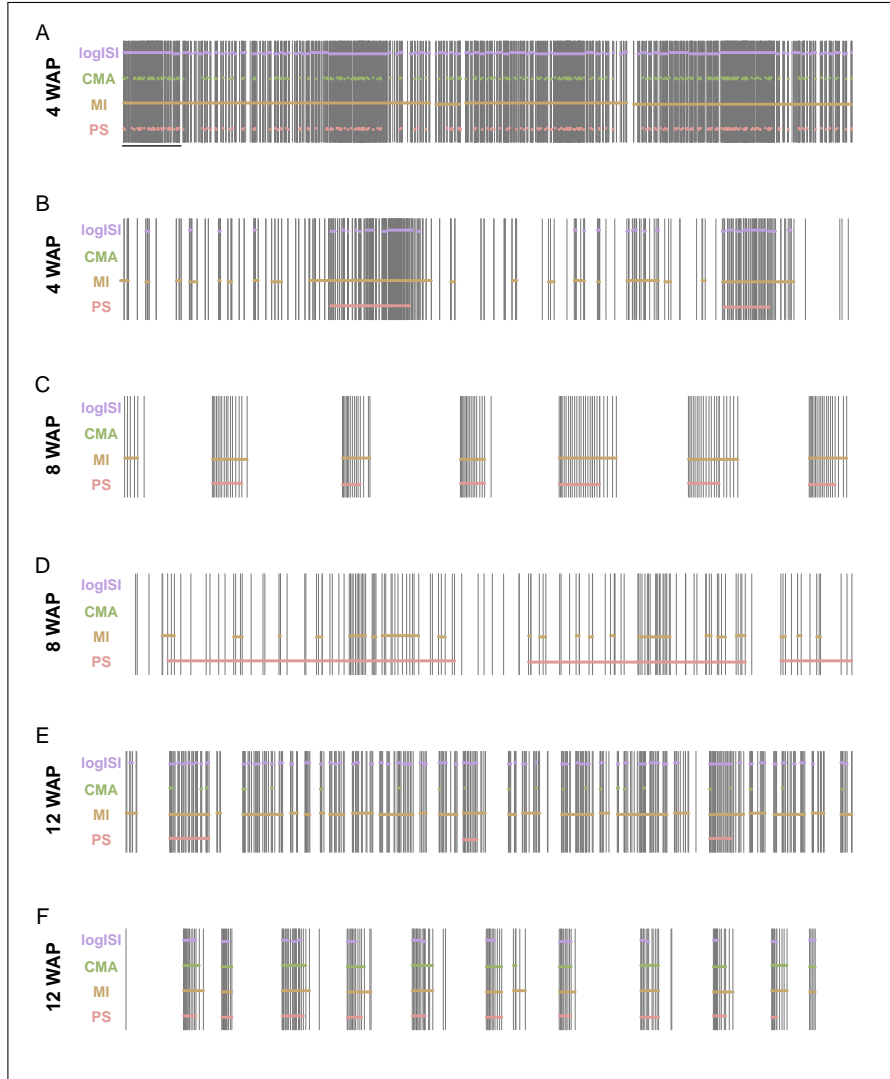 A
4 WAP
logISI
CMA
MI
PS
B
4 WAP
logISI
CMA
MI
PS
C
8 WAP
logISI
CMA
MI
PS
D
8 WAP
logISI
CMA
MI
PS
E
12 WAP
logISI
CMA
MI
PS
F
12 WAP
logISI
CMA
MI
PS